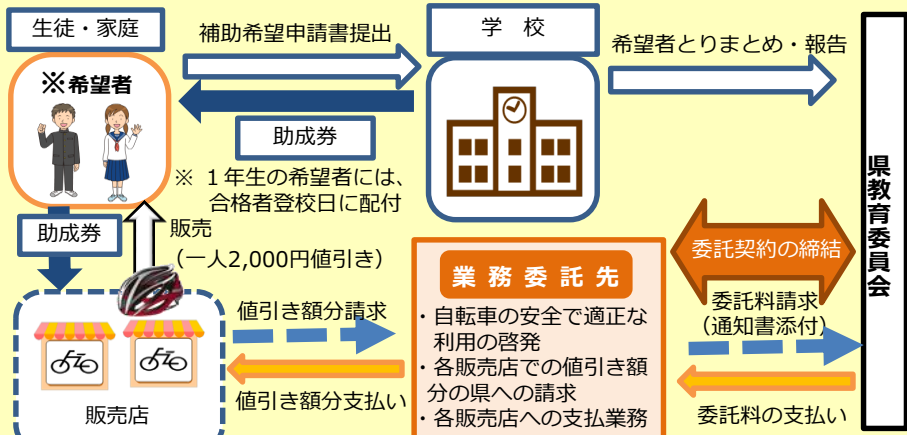 生徒・家庭
補助希望申請書提出
学 校
希望者とりまとめ・報告
※希望者
助成券
※ 1年生の希望者には、
合格者登校日に配付
助成券
販売
(一人2,000円値引き)
県教育委員会
委託契約の締結
業 務 委 託 先
・自転車の安全で適正な
利用の啓発
・各販売店での値引き額
分の県への請求
・各販売店への支払業務
値引き額分請求
委託料請求
(通知書添付)
値引き額分支払い
委託料の支払い
販売店